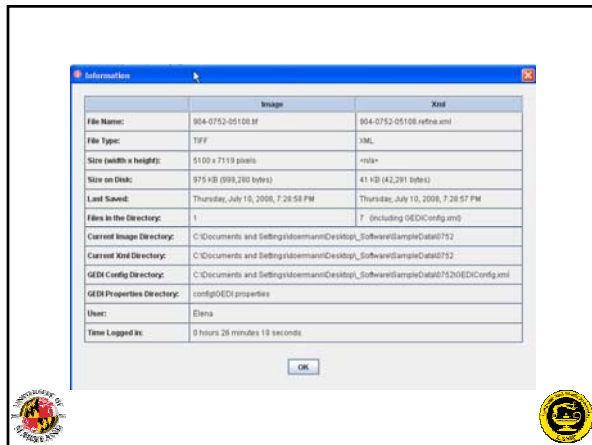 Information
Image Xml
File Name: 904-0752-05108.tif 904-0752-05108.refine.xml
File Type: TIFF XML
Size (width x height): 5100 x 7119 pixels <n/a>
Size on Disk: 975 KB (999,280 bytes) 41 KB (42,291 bytes)
Last Saved: Thursday, July 10, 2008, 7:28:58 PM Thursday, July 10, 2008, 7:28:57 PM
Files in the Directory: 1 7 (including GEDIConfig.xml)
Current Image Directory: C:\Documents and Settings\doermann\Desktop\_Software\SampleData\0752
Current Xml Directory: C:\Documents and Settings\doermann\Desktop\_Software\SampleData\0752
GEDI Config Directory: C:\Documents and Settings\doermann\Desktop\_Software\SampleData\0752\GEDIConfig.xml
GEDI Properties Directory: config\GEDI.properties
User: Elena
Time Logged in: 0 hours 28 minutes 18 seconds
OK
UNIVERSITY OF
MARYLAND